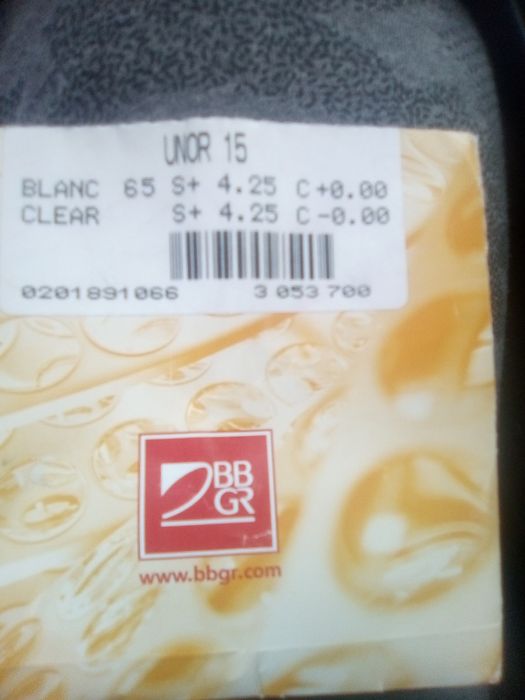 UNOR 15
BLANC 65 S+ 4.25 C+0.00
CLEAR S+ 4.25 C-0.00
0201891066 3 053 700
BB
GR
www.bbgr.com